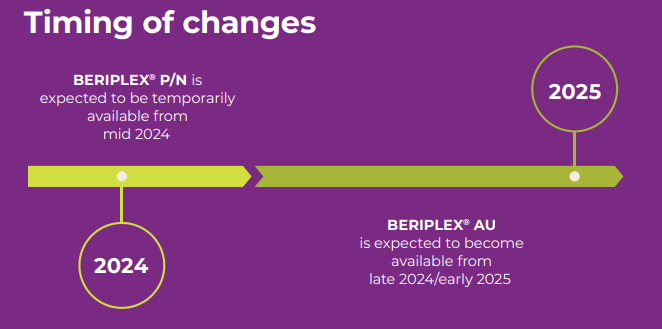 Timing of changes
BERIPLEX® P/N is
expected to be temporarily
available from
mid 2024
2025
2024
BERIPLEX® AU
is expected to become
available from
late 2024/early 2025